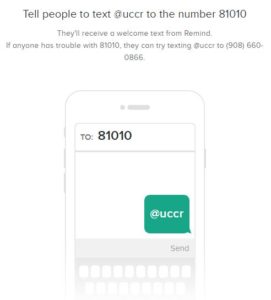 Tell people to text @uccr to the number 81010
They'll receive a welcome text from Remind.
If anyone has trouble with 81010, they can try texting @uccr to (908) 660-
0866.
TO: 81010
@uccr
Send